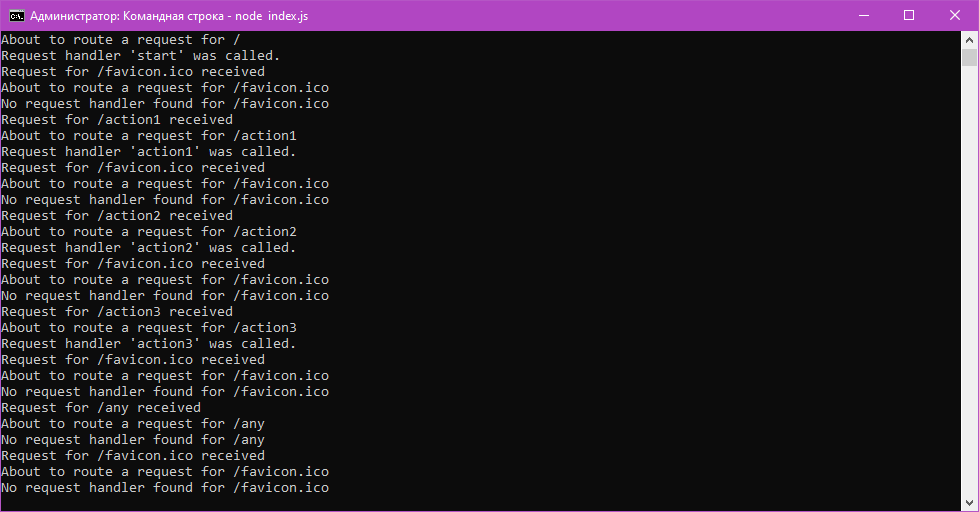 Администратор: Командная строка - node index.js
About to route a request for /
Request handler 'start' was called.
Request for /favicon.ico received
About to route a request for /favicon.ico
No request handler found for /favicon.ico
Request for /action1 received
About to route a request for /action1
Request handler 'action1' was called.
Request for /favicon.ico received
About to route a request for /favicon.ico
No request handler found for /favicon.ico
Request for /action2 received
About to route a request for /action2
Request handler 'action2' was called.
Request for /favicon.ico received
About to route a request for /favicon.ico
No request handler found for /favicon.ico
Request for /action3 received
About to route a request for /action3
Request handler 'action3' was called.
Request for /favicon.ico received
About to route a request for /favicon.ico
No request handler found for /favicon.ico
Request for /any received
About to route a request for /any
No request handler found for /any
Request for /favicon.ico received
About to route a request for /favicon.ico
No request handler found for /favicon.ico